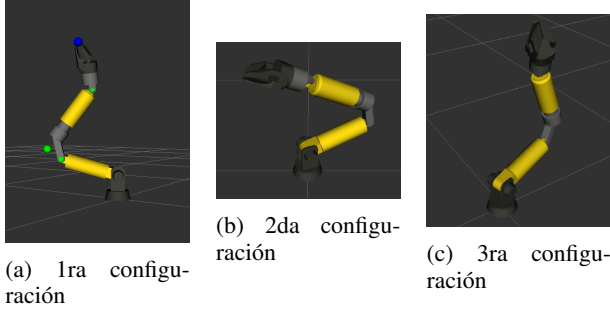 (a) 1ra configu-
ración
(b) 2da configu-
ración
(c) 3ra configu-
ración